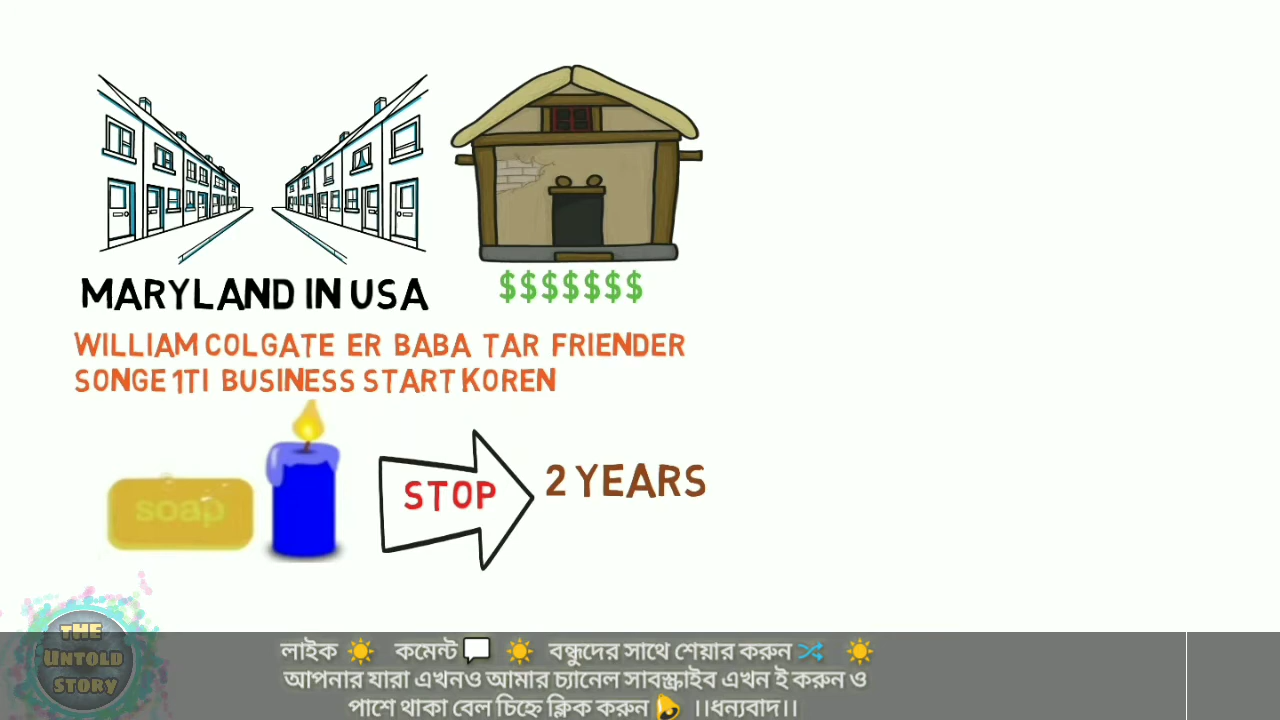 MARYLAND IN USA
$$$$$$$
WILLIAM COLGATE ER BABA TAR FRIENDER
SONGE 1TI BUSINESS START KOREN
soap
STOP
2 YEARS
THE
UNTOLD
STORY
লাইক ☀️ কমেন্ট 💬 ☀️ বন্ধুদের সাথে শেয়ার করুন 🔀 ☀️
আপনার যারা এখনও আমার চ্যানেল সাবস্ক্রাইব এখন ই করুন ও
পাশে থাকা বেল চিহ্নে ক্লিক করুন 🔔 ।।ধন্যবাদ।।